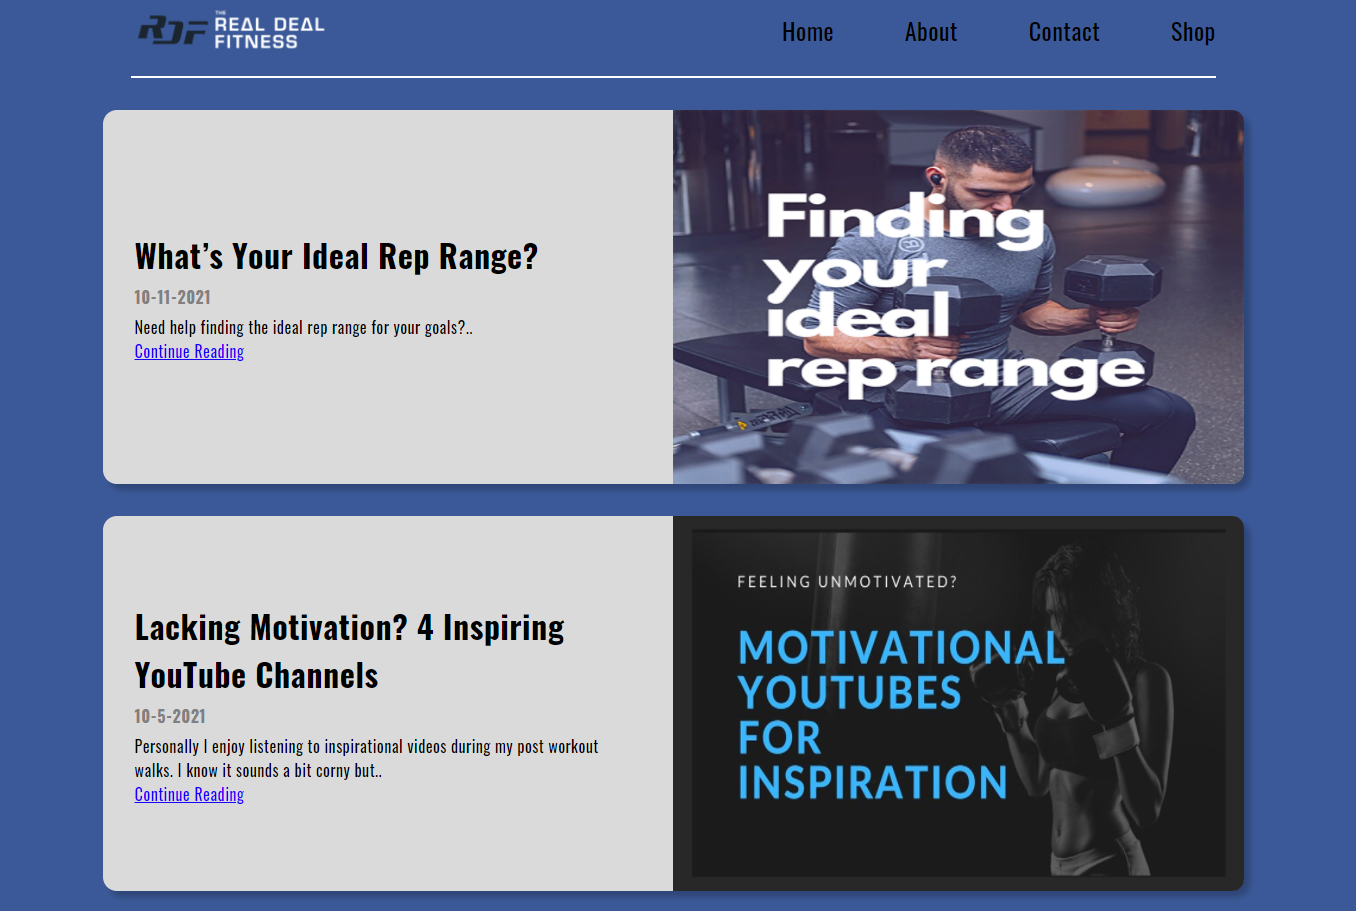 RDF
THE
REAL DEAL
FITNESS
Home About Contact Shop
What’s Your Ideal Rep Range?
10-11-2021
Need help finding the ideal rep range for your goals?..
Continue Reading
Finding
your
ideal
rep range
Lacking Motivation? 4 Inspiring
YouTube Channels
10-5-2021
Personally I enjoy listening to inspirational videos during my post workout
walks. I know it sounds a bit corny but..
Continue Reading
FEELING UNMOTIVATED?
MOTIVATIONAL
YOUTUBES
FOR
INSPIRATION